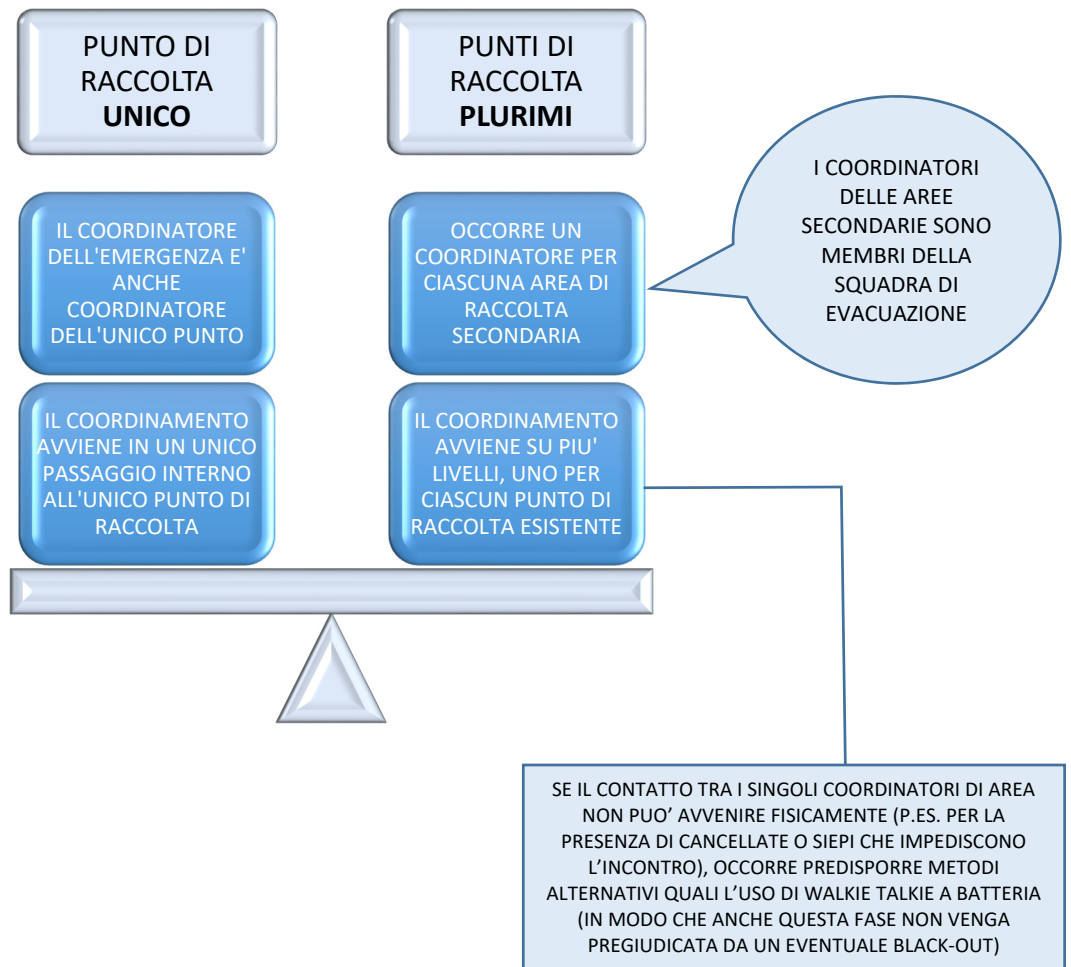 PUNTO DI
RACCOLTA
UNICO
PUNTI DI
RACCOLTA
PLURIMI
IL COORDINATORE
DELL'EMERGENZA E'
ANCHE
COORDINATORE
DELL'UNICO PUNTO
OCCORRE UN
COORDINATORE PER
CIASCUNA AREA DI
RACCOLTA
SECONDARIA
I COORDINATORI
DELLE AREE
SECONDARIE SONO
MEMBRI DELLA
SQUADRA DI
EVACUAZIONE
IL COORDINAMENTO
AVVIENE IN UN UNICO
PASSAGGIO INTERNO
ALL'UNICO PUNTO DI
RACCOLTA
IL COORDINAMENTO
AVVIENE SU PIU'
LIVELLI, UNO PER
CIASCUN PUNTO DI
RACCOLTA ESISTENTE
SE IL CONTATTO TRA I SINGOLI COORDINATORI DI AREA
NON PUO’ AVVENIRE FISICAMENTE (P.ES. PER LA
PRESENZA DI CANCELLATE O SIEPI CHE IMPEDISCONO
L’INCONTRO), OCCORRE PREDISPORRE METODI
ALTERNATIVI QUALI L’USO DI WALKIE TALKIE A BATTERIA
(IN MODO CHE ANCHE QUESTA FASE NON VENGA
PREGIUDICATA DA UN EVENTUALE BLACK-OUT)